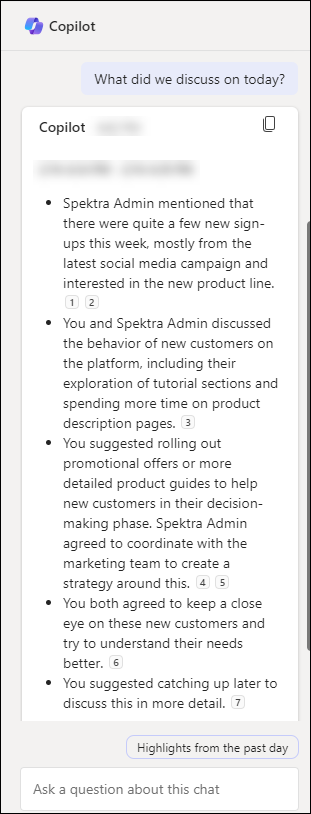 Copilot
What did we discuss on today?
Copilot
• Spektra Admin mentioned that
there were quite a few new sign-
ups this week, mostly from the
latest social media campaign and
interested in the new product line.
1 2
• You and Spektra Admin discussed
the behavior of new customers on
the platform, including their
exploration of tutorial sections and
spending more time on product
description pages. 3
• You suggested rolling out
promotional offers or more
detailed product guides to help
new customers in their decision-
making phase. Spektra Admin
agreed to coordinate with the
marketing team to create a
strategy around this. 4 5
• You both agreed to keep a close
eye on these new customers and
try to understand their needs
better. 6
• You suggested catching up later to
discuss this in more detail. 7
Highlights from the past day
Ask a question about this chat